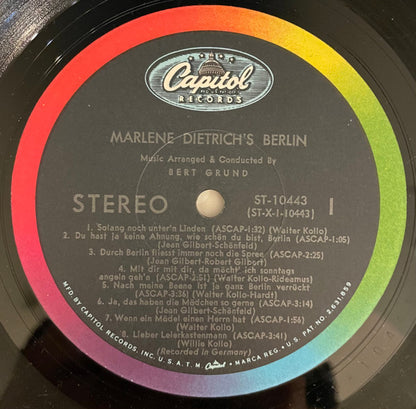 Capitol
RECORDS
MARLENE DIETRICH'S BERLIN
Music Arranged & Conducted By
BERT GRUND
STEREO
ST-10443
(ST-X-1-10443)
1
1. Solang noch unter'n Linden (ASCAP-1:32) (Walter Kollo)
2. Du hast ja keine Ahnung, wie schön du bist, Berlin (ASCAP-1:05)
(Jean Gilbert-Schönfeld)
3. Durch Berlin fliesst immer noch die Spree (ASCAP-2:25)
(Jean Gilbert-Robert Gilbert)
4. Mit dir mit dir, da möcht' ich sonntags
angeln geh'n (ASCAP-2:51) (Walter Kollo-Rideamus)
5. Nach meine Beene ist ja ganz Berlin verrückt
(ASCAP-3:36) (Walter Kollo-Hardt)
6. Ja, das haben die Mädchen so gerne (ASCAP-3:14)
(Jean Gilbert-Schönfeld)
7. Wenn ein Mädel einen Herrn hat (ASCAP-1:56)
(Walter Kollo)
8. Lieber Leierkastenmann (ASCAP-3:41)
(Willie Kollo)
(Recorded in Germany)
MFD. BY CAPITOL RECORDS, INC. U.S.A. T.M. Capitol MARCA REG. • U.S. PAT. NO. 2,631,859